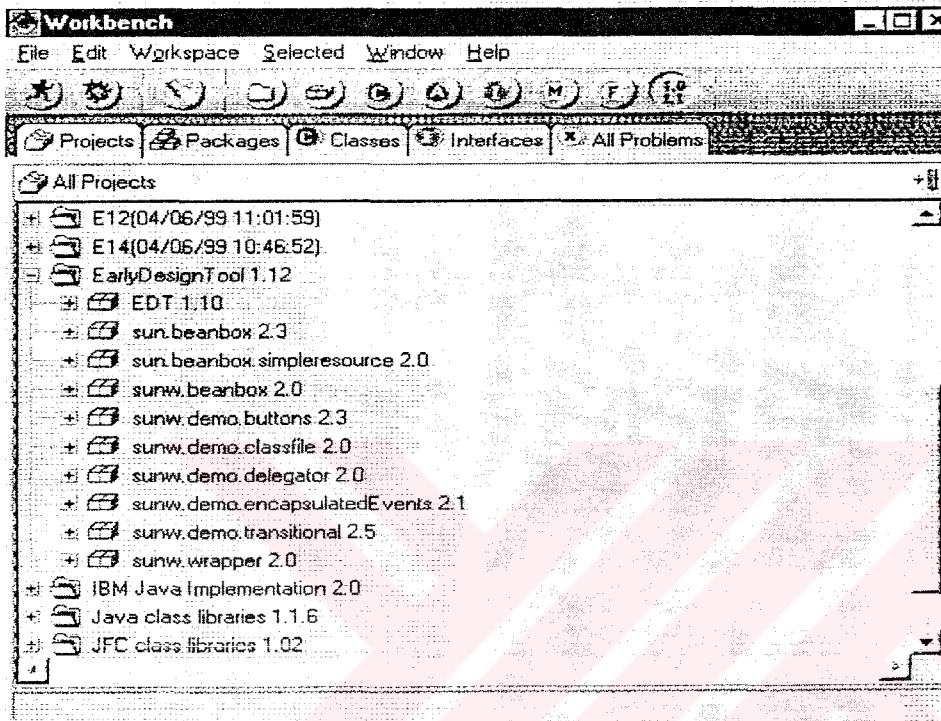 Workbench
File Edit Workspace Selected Window Help
M F 1.0 1.1
Projects Packages Classes Interfaces All Problems
All Projects
E12(04/06/99 11:01:59)
E14(04/06/99 10:46:52)
EarlyDesignTool 1.12
EDT 1.10
sun.beanbox 2.3
sun.beanbox.simpleresource 2.0
sunw.beanbox 2.0
sunw.demo.buttons 2.3
sunw.demo.classfile 2.0
sunw.demo.delegator 2.0
sunw.demo.encapsulatedEvents 2.1
sunw.demo.transitional 2.5
sunw.wrapper 2.0
IBM Java Implementation 2.0
Java class libraries 1.1.6
JFC class libraries 1.02